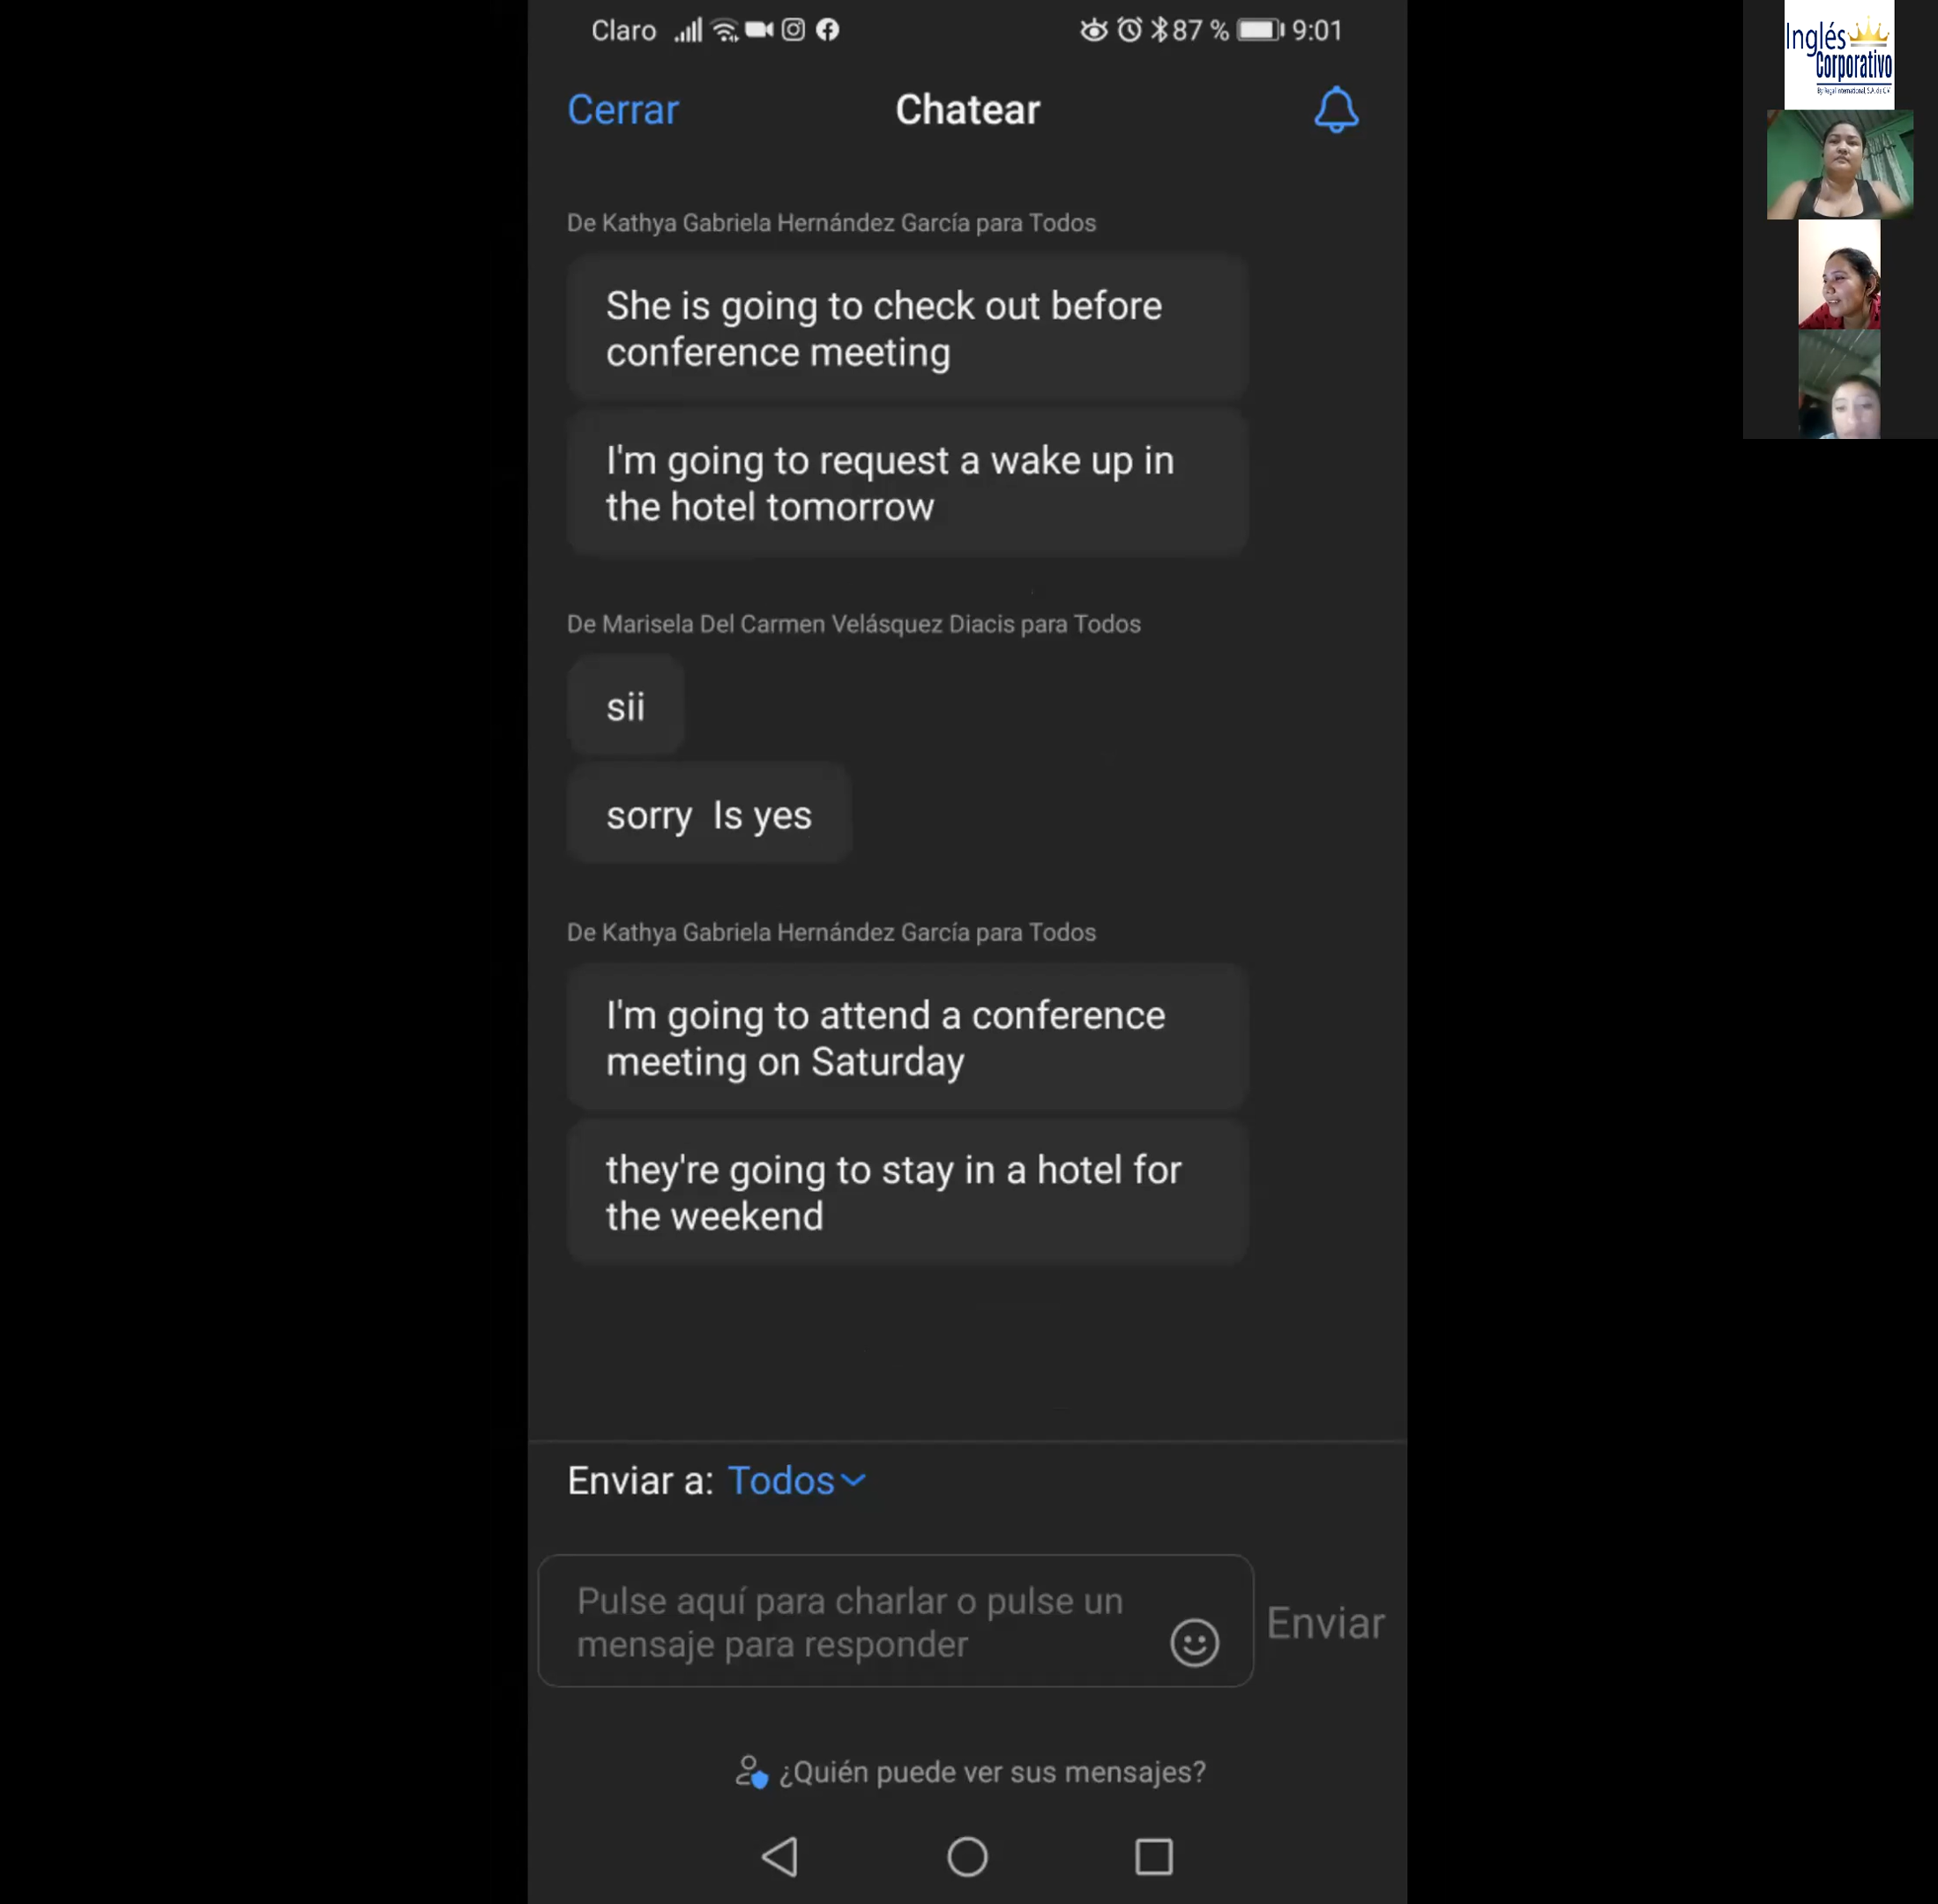 Claro 87 % 9:01
Cerrar Chatear
De Kathya Gabriela Hernández García para Todos
She is going to check out before
conference meeting
I'm going to request a wake up in
the hotel tomorrow
De Marisela Del Carmen Velásquez Diacis para Todos
sii
sorry Is yes
De Kathya Gabriela Hernández García para Todos
I'm going to attend a conference
meeting on Saturday
they're going to stay in a hotel for
the weekend
Enviar a: Todos
Pulse aquí para charlar o pulse un
mensaje para responder
Enviar
¿Quién puede ver sus mensajes?
Inglés
Corporativo
By Regal International, S.A. de C.V.